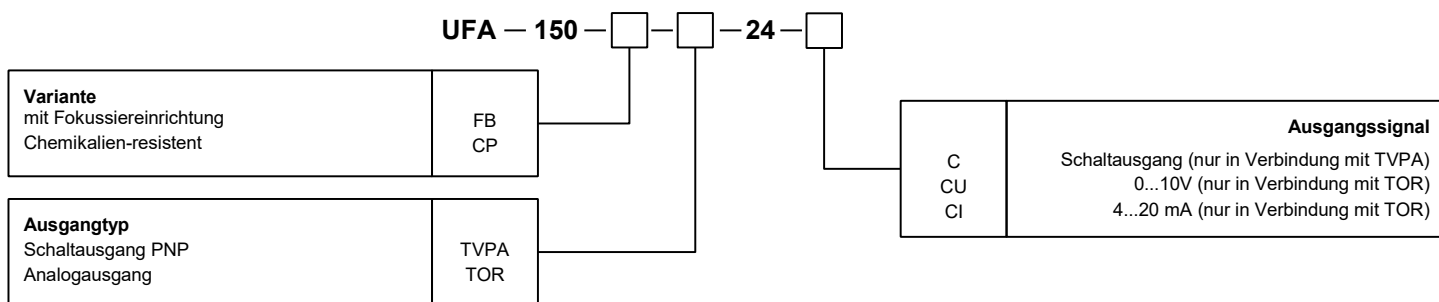 UFA — 150 — — — 24 —
Variante
mit Fokussiereinrichtung FB
Chemikalien-resistent CP
Ausgangtyp
Schaltausgang PNP TVPA
Analogausgang TOR
Ausgangssignal
C Schaltausgang (nur in Verbindung mit TVPA)
CU 0...10V (nur in Verbindung mit TOR)
CI 4...20 mA (nur in Verbindung mit TOR)